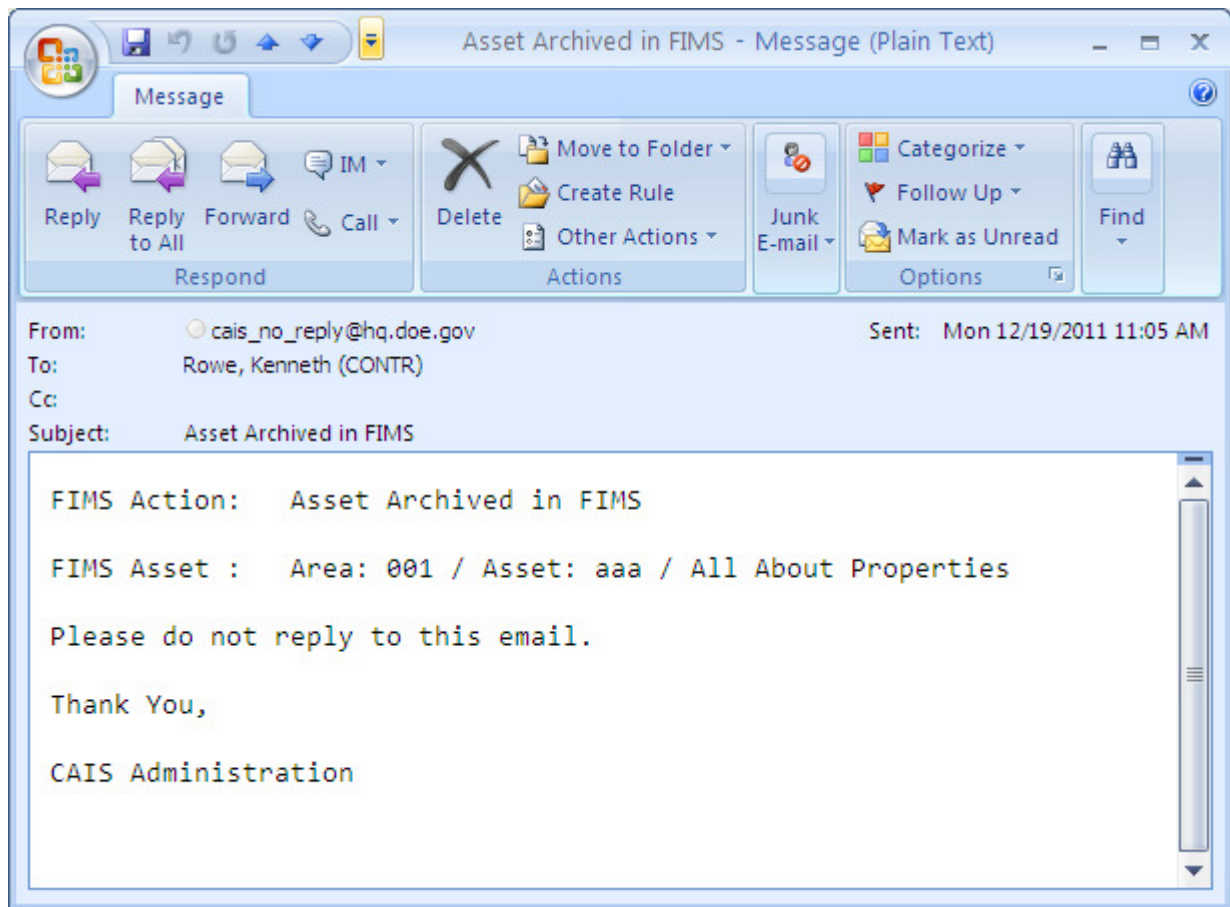 Asset Archived in FIMS - Message (Plain Text)
Message
Reply
Reply to All
Forward
IM
Call
Respond
Delete
Move to Folder
Create Rule
Other Actions
Actions
Junk E-mail
Categorize
Follow Up
Mark as Unread
Options
Find
From: cais_no_reply@hq.doe.gov Sent: Mon 12/19/2011 11:05 AM
To: Rowe, Kenneth (CONTR)
Cc:
Subject: Asset Archived in FIMS
FIMS Action: Asset Archived in FIMS
FIMS Asset : Area: 001 / Asset: aaa / All About Properties
Please do not reply to this email.
Thank You,
CAIS Administration